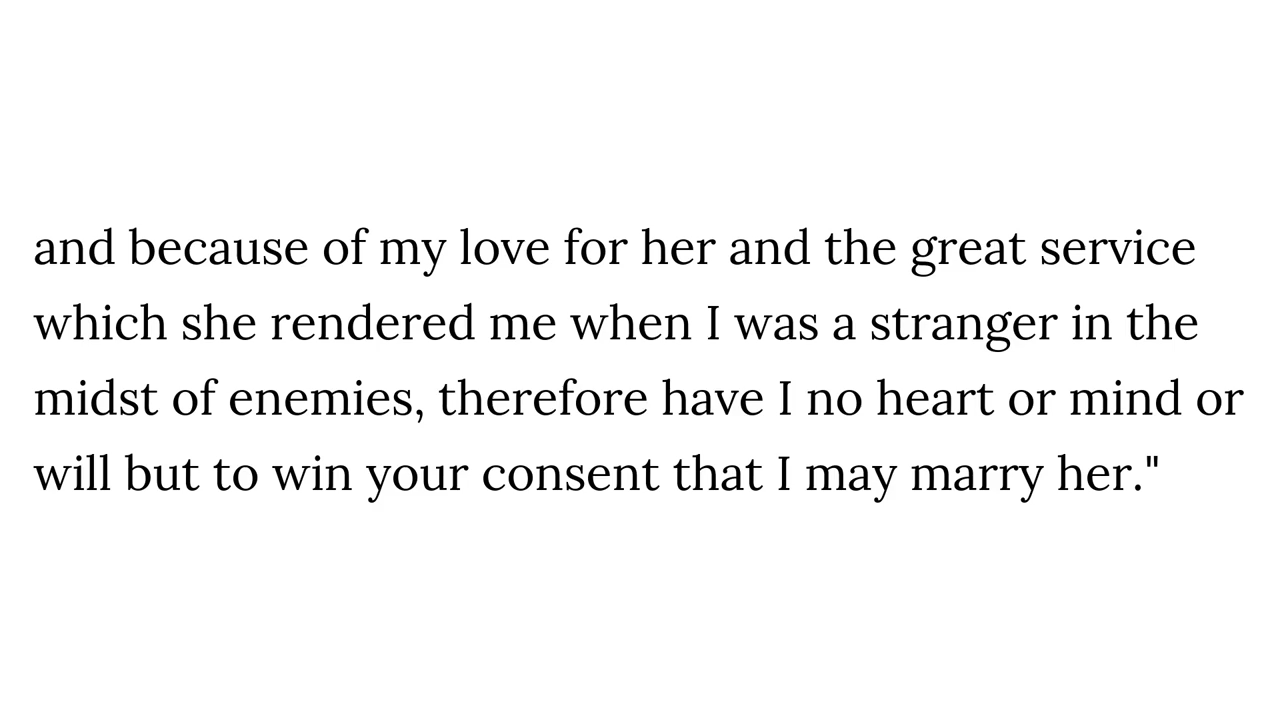 and because of my love for her and the great service
which she rendered me when I was a stranger in the
midst of enemies, therefore have I no heart or mind or
will but to win your consent that I may marry her."